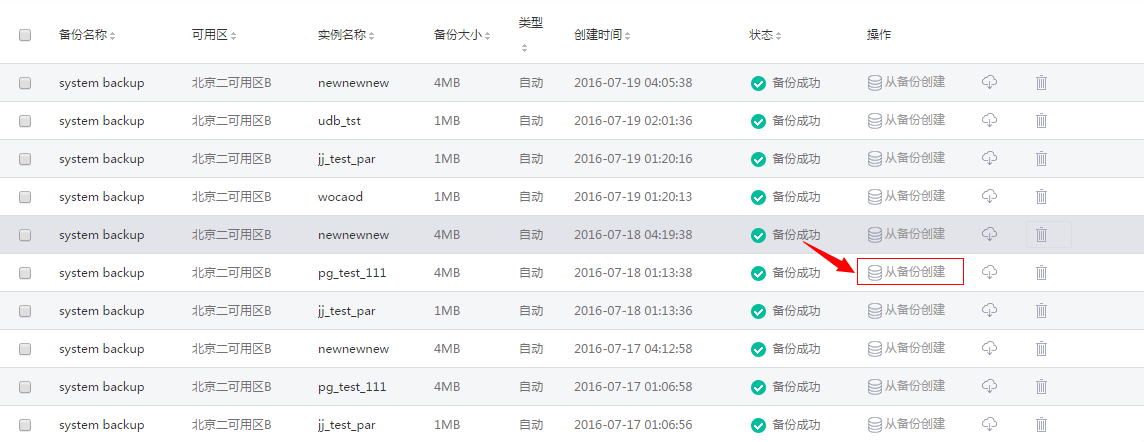 备份名称 可用区 实例名称 备份大小 类型 创建时间 状态 操作
system backup 北京二可用区B newnewnew 4MB 自动 2016-07-19 04:05:38 备份成功 从备份创建
system backup 北京二可用区B udb_tst 1MB 自动 2016-07-19 02:01:36 备份成功 从备份创建
system backup 北京二可用区B jj_test_par 1MB 自动 2016-07-19 01:20:16 备份成功 从备份创建
system backup 北京二可用区B wocaod 1MB 自动 2016-07-19 01:20:13 备份成功 从备份创建
system backup 北京二可用区B newnewnew 4MB 自动 2016-07-18 04:19:38 备份成功 从备份创建
system backup 北京二可用区B pg_test_111 4MB 自动 2016-07-18 01:13:38 备份成功 从备份创建
system backup 北京二可用区B jj_test_par 1MB 自动 2016-07-18 01:13:36 备份成功 从备份创建
system backup 北京二可用区B newnewnew 4MB 自动 2016-07-17 04:12:58 备份成功 从备份创建
system backup 北京二可用区B pg_test_111 4MB 自动 2016-07-17 01:06:58 备份成功 从备份创建
system backup 北京二可用区B jj_test_par 1MB 自动 2016-07-17 01:06:56 备份成功 从备份创建